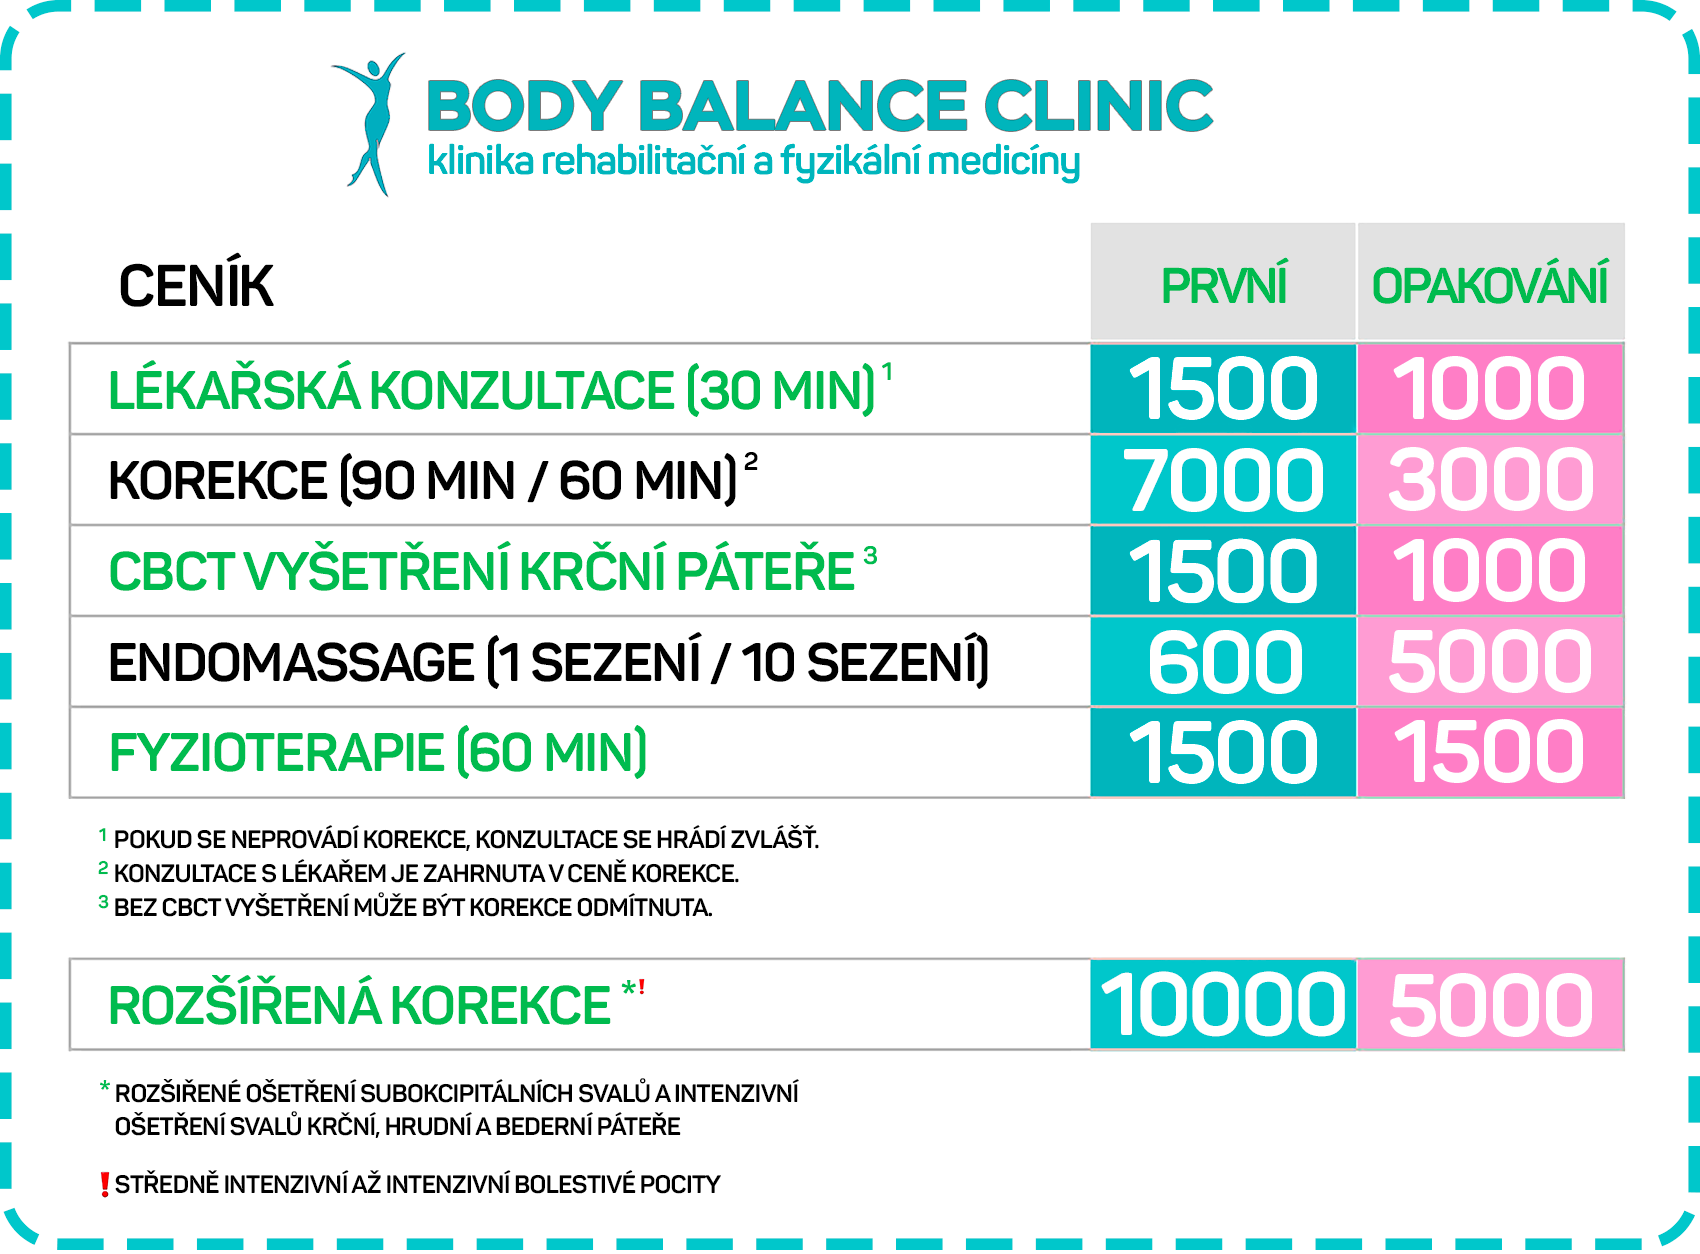 BODY BALANCE CLINIC
klinika rehabilitační a fyzikální medicíny
CENÍK PRVNÍ OPAKOVÁNÍ
LÉKAŘSKÁ KONZULTACE (30 MIN) 1 1500 1000
KOREKCE (90 MIN / 60 MIN) 2 7000 3000
CBCT VYŠETŘENÍ KRČNÍ PÁTEŘE 3 1500 1000
ENDOMASSAGE (1 SEZENÍ / 10 SEZENÍ) 600 5000
FYZIOTERAPIE (60 MIN) 1500 1500
1 POKUD SE NEPROVÁDÍ KOREKCE, KONZULTACE SE HRÁDÍ ZVLÁŠŤ.
2 KONZULTACE S LÉKAŘEM JE ZAHRNUTA V CENĚ KOREKCE.
3 BEZ CBCT VYŠETŘENÍ MŮŽE BÝT KOREKCE ODMÍTNUTA.
ROZŠÍŘENÁ KOREKCE *! 10000 5000
* ROZŠIŘENÉ OŠETŘENÍ SUBOKCIPITÁLNÍCH SVALŮ A INTENZIVNÍ
OŠETŘENÍ SVALŮ KRČNÍ, HRUDNÍ A BEDERNÍ PÁTEŘE
! STŘEDNĚ INTENZIVNÍ AŽ INTENZIVNÍ BOLESTIVÉ POCITY